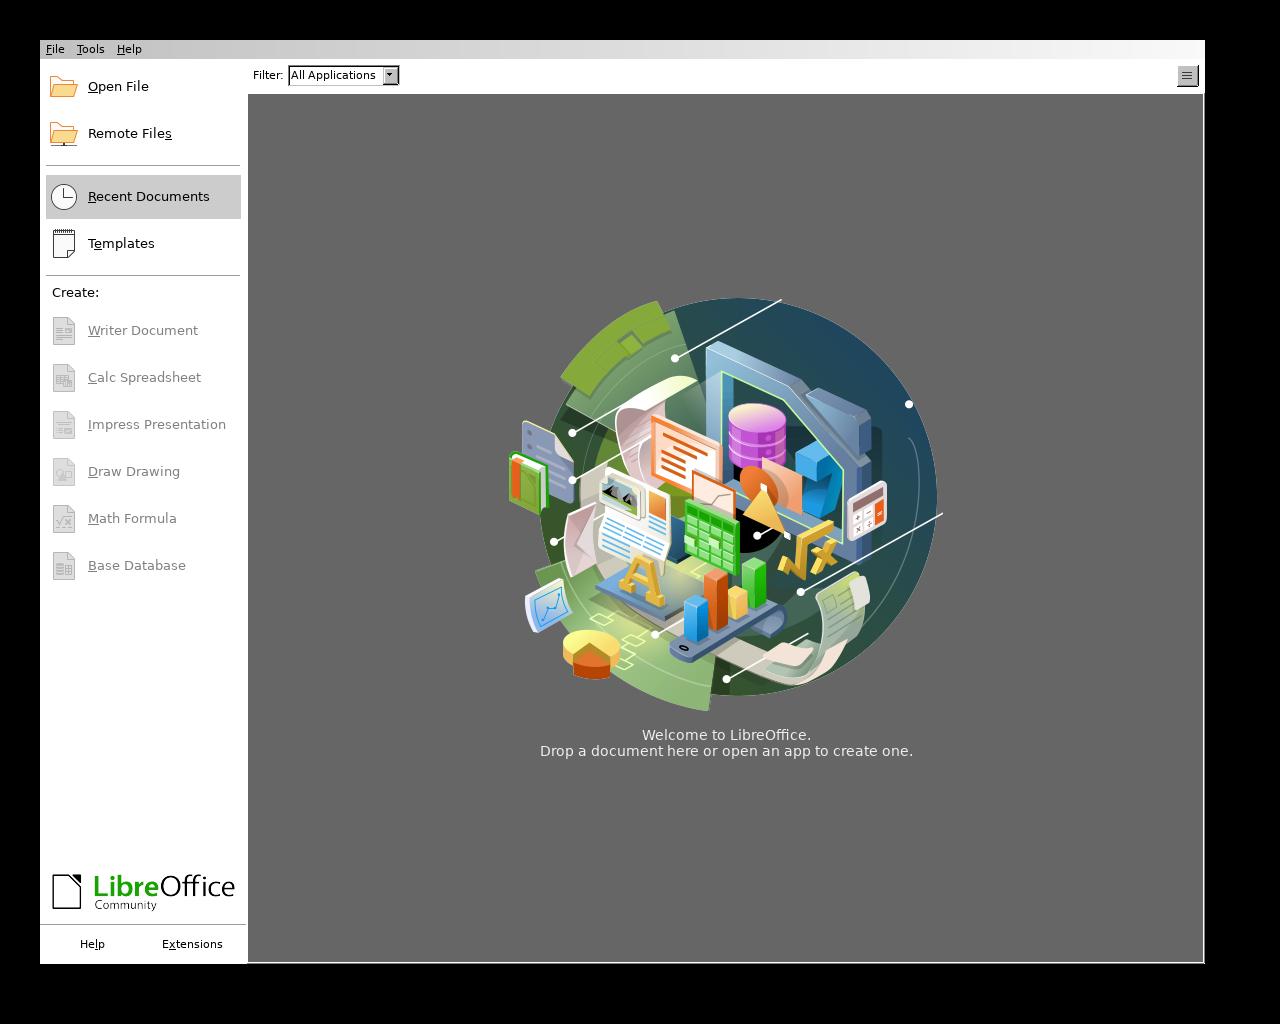 File Tools Help
Open File
Filter: All Applications
Remote Files
Recent Documents
Templates
Create:
Writer Document
Calc Spreadsheet
Impress Presentation
Draw Drawing
Math Formula
Base Database
Welcome to LibreOffice.
Drop a document here or open an app to create one.
LibreOffice
Community
Help Extensions